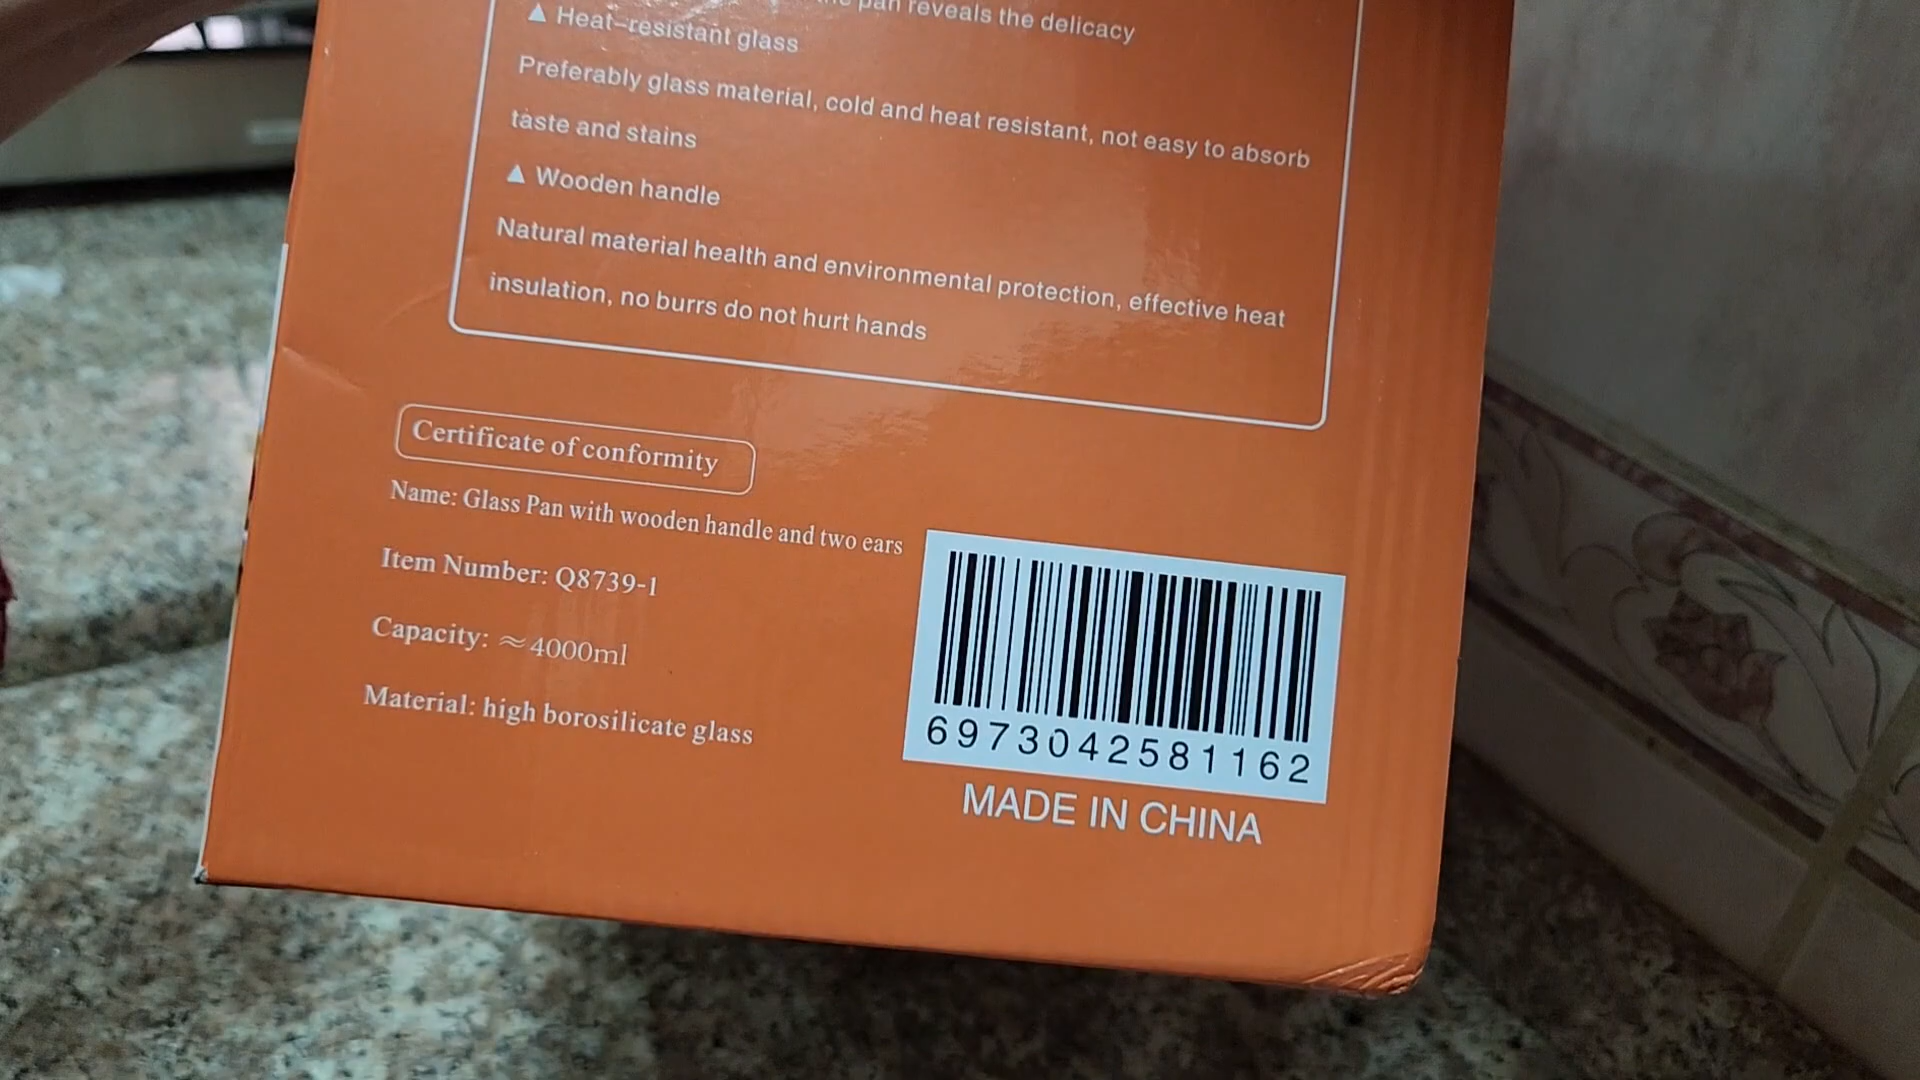 pan reveals the delicacy
▲ Heat-resistant glass
Preferably glass material, cold and heat resistant, not easy to absorb
taste and stains
▲ Wooden handle
Natural material health and environmental protection, effective heat
insulation, no burrs do not hurt hands
Certificate of conformity
Name: Glass Pan with wooden handle and two ears
Item Number: Q8739-1
Capacity: ≈4000ml
Material: high borosilicate glass
6973042581162
MADE IN CHINA